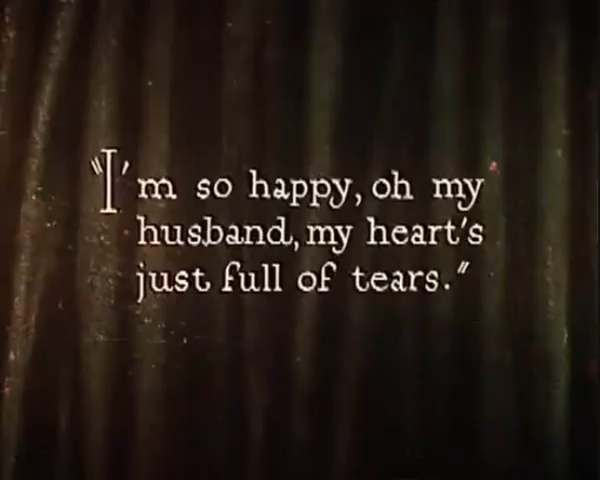 "I'm so happy, oh my
husband, my heart's
just full of tears."